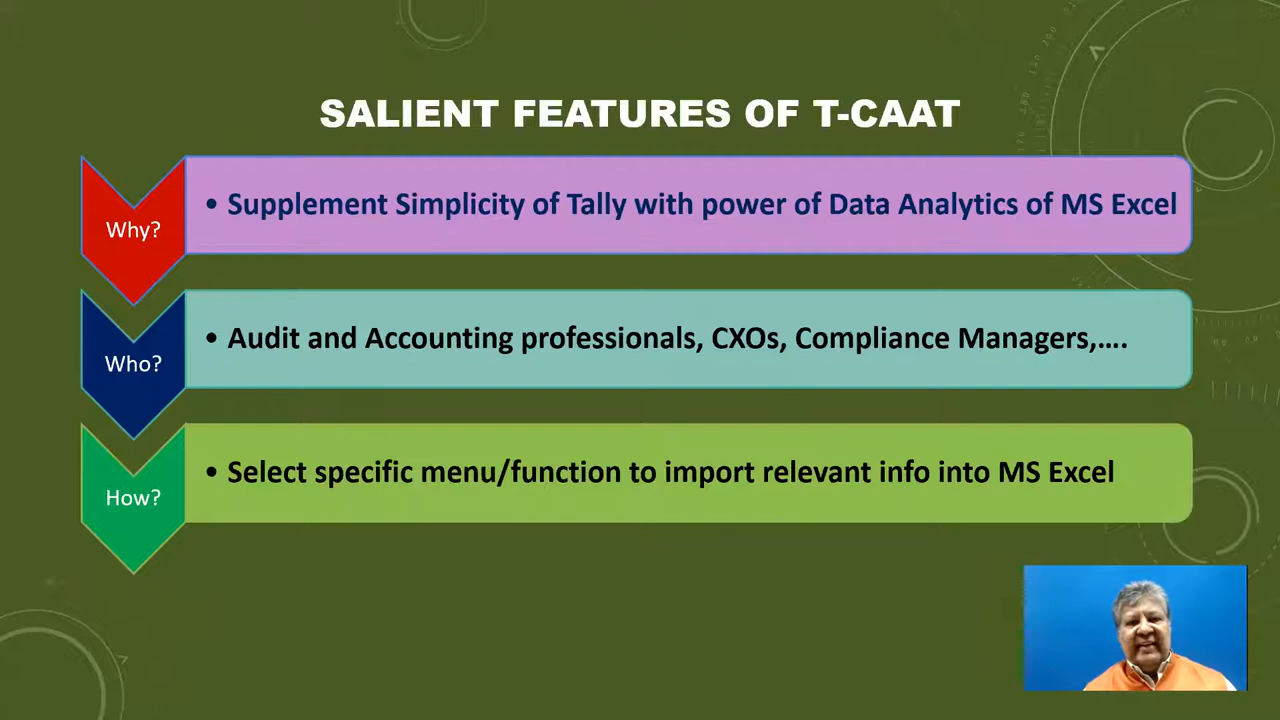 SALIENT FEATURES OF T-CAAT
Why?
• Supplement Simplicity of Tally with power of Data Analytics of MS Excel
Who?
• Audit and Accounting professionals, CXOs, Compliance Managers,....
How?
• Select specific menu/function to import relevant info into MS Excel